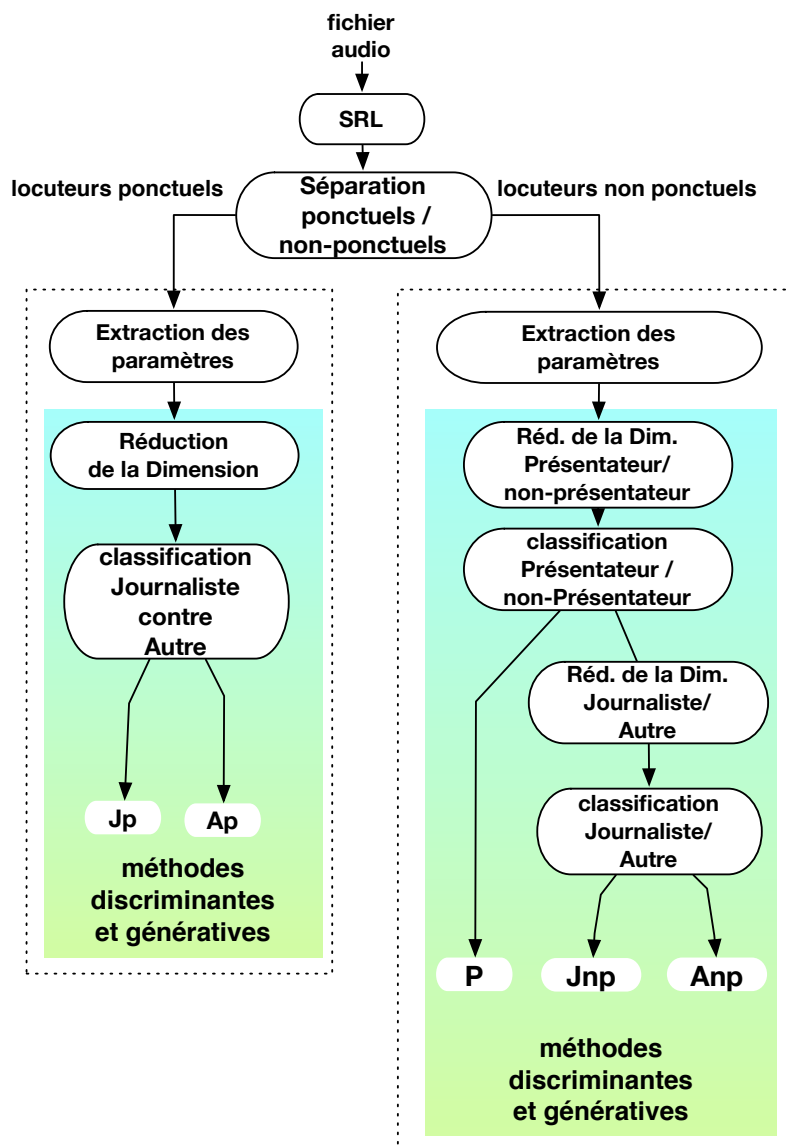 fichier
audio
SRL
locuteurs ponctuels
Séparation
ponctuels /
non-ponctuels
locuteurs non ponctuels
Extraction des
paramètres
Réduction
de la Dimension
classification
Journaliste
contre
Autre
Jp
Ap
méthodes
discriminantes
et génératives
Extraction des
paramètres
Réd. de la Dim.
Présentateur/
non-présentateur
classification
Présentateur /
non-Présentateur
Réd. de la Dim.
Journaliste/
Autre
classification
Journaliste/
Autre
P
Jnp
Anp
méthodes
discriminantes
et génératives